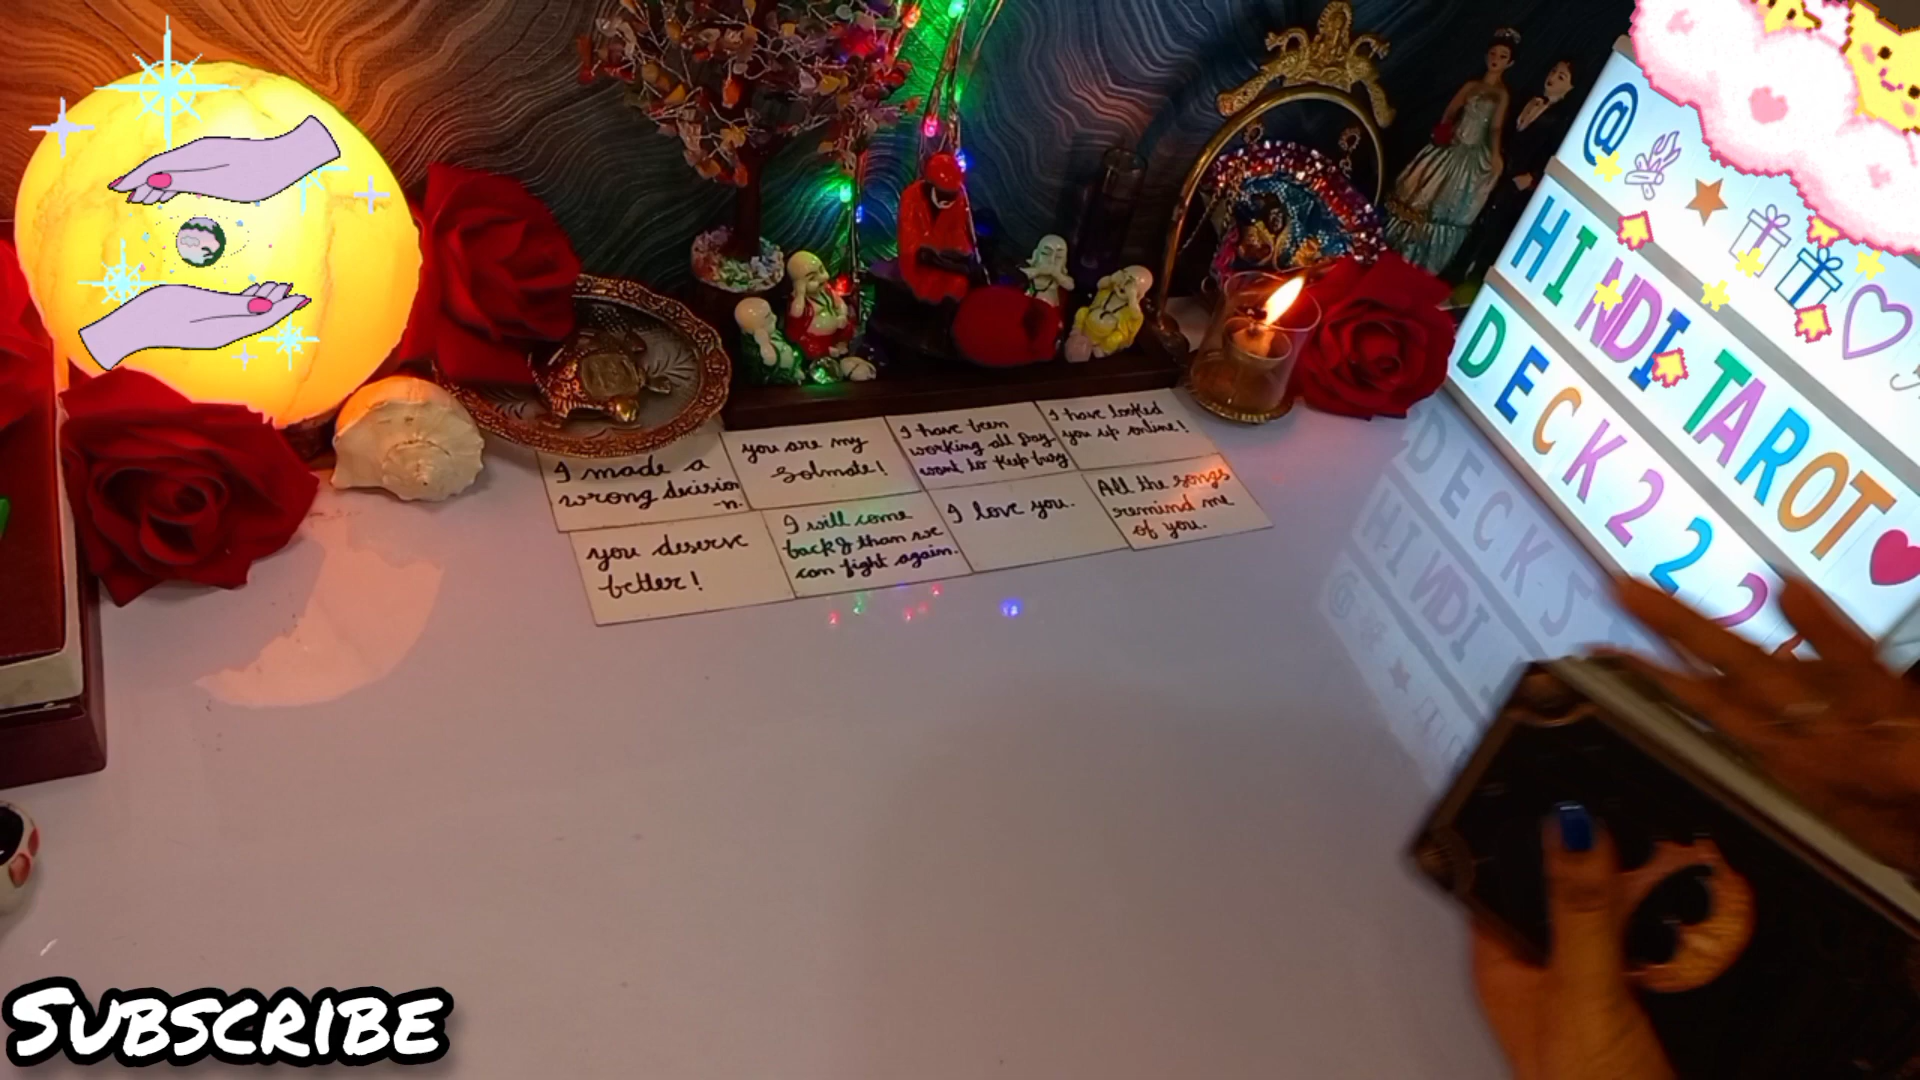 @
HINDI TAROT
DECK 222
I made a
wrong decision
-n-
you are my
Solmate!
I have been
working all Day
want to keep busy
I have looked
you up online!
you deserve
better!
I will come
back & than we
can fight again.
I love you.
All the songs
remind me
of you.
SUBSCRIBE